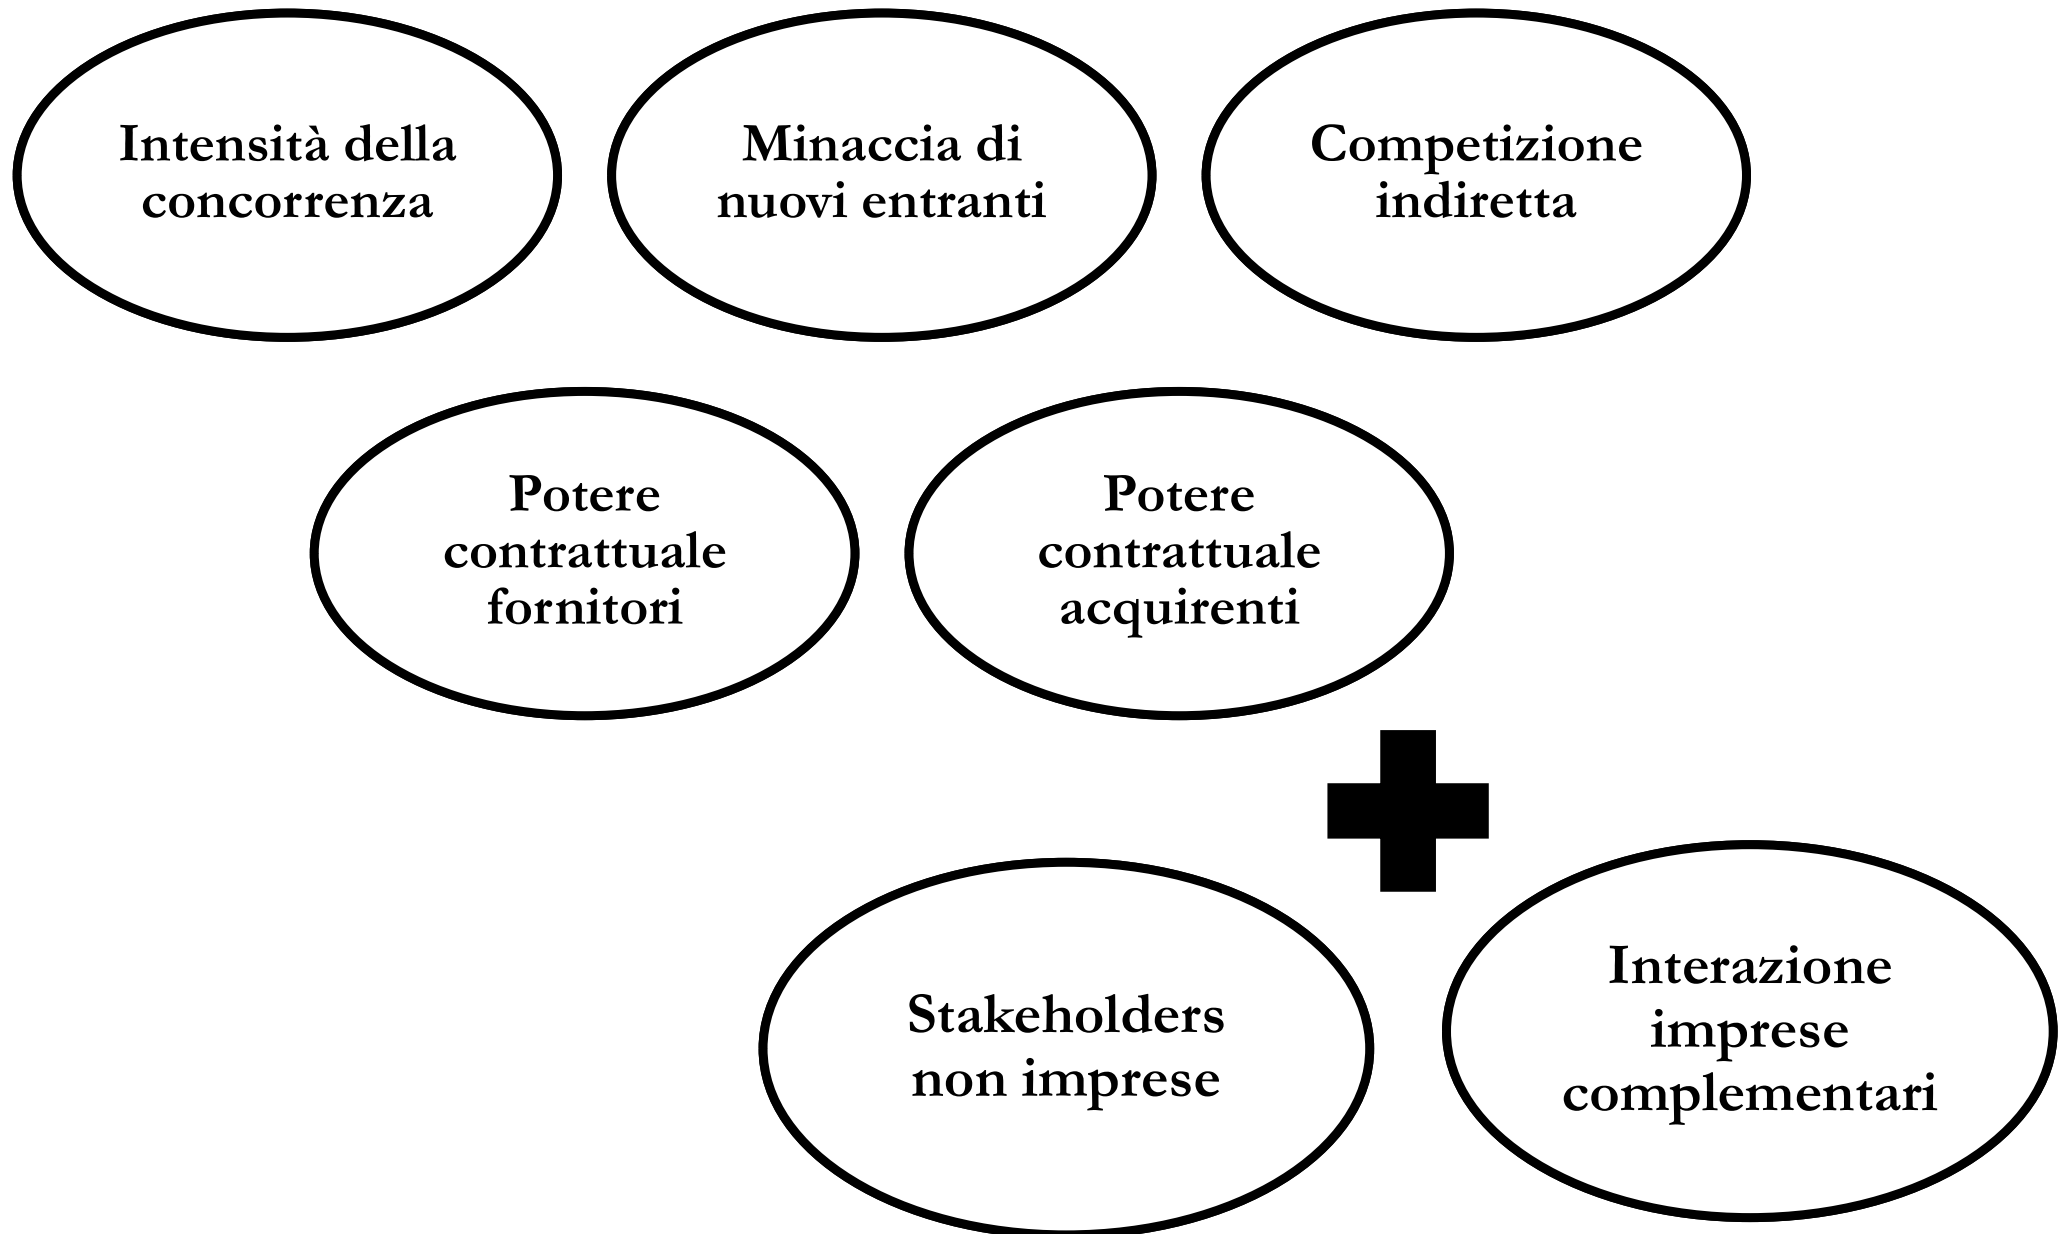 Intensità della
concorrenza
Minaccia di
nuovi entranti
Competizione
indiretta
Potere
contrattuale
fornitori
Potere
contrattuale
acquirenti
Stakeholders
non imprese
Interazione
imprese
complementari